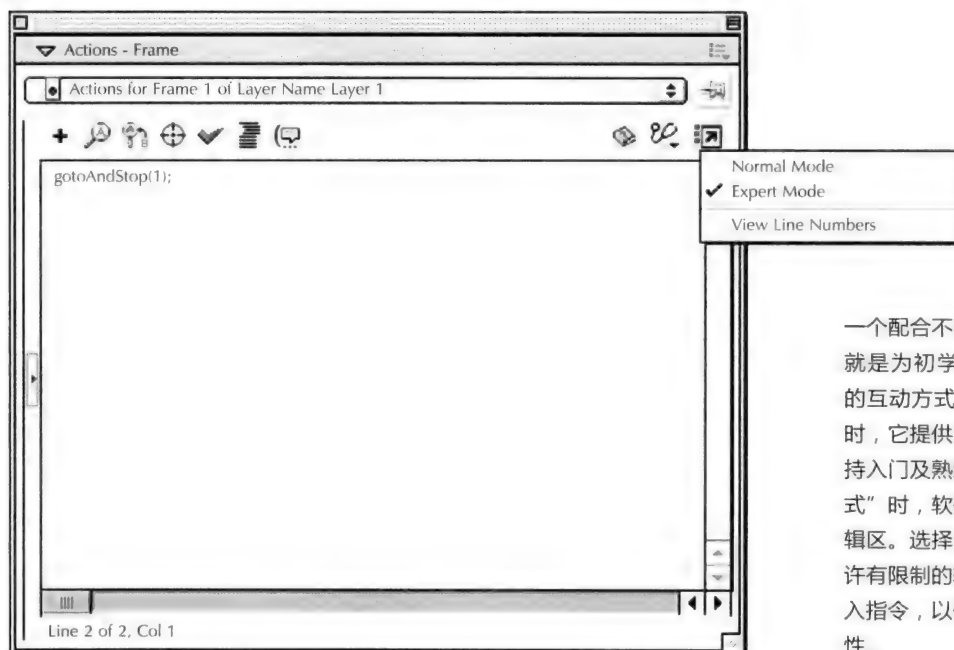 Actions - Frame
Actions for Frame 1 of Layer Name Layer 1
gotoAndStop(1);
Normal Mode
Expert Mode
View Line Numbers
Line 2 of 2, Col 1
一个配合不
就是为初学
的互动方式
时，它提供
持入门及熟
式”时，软
辑区。选择
许有限制的
入指令，以
性